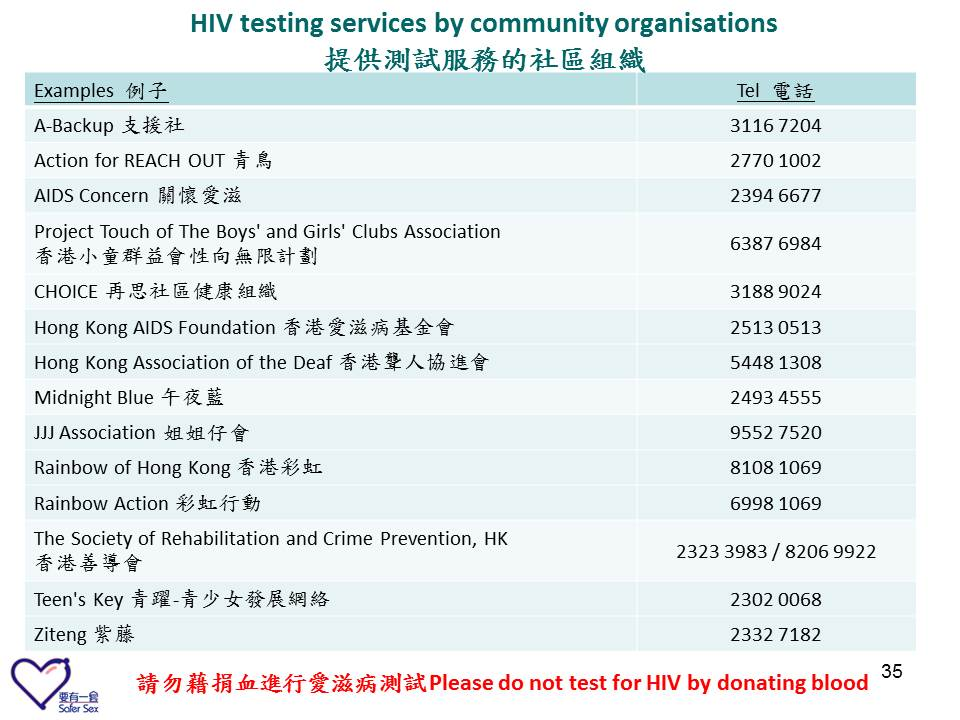 HIV testing services by community organisations
提供測試服務的社區組織
Examples 例子 Tel 電話
A-Backup 支援社 3116 7204
Action for REACH OUT 青鳥 2770 1002
AIDS Concern 關懷愛滋 2394 6677
Project Touch of The Boys' and Girls' Clubs Association
香港小童群益會性向無限計劃 6387 6984
CHOICE 再思社區健康組織 3188 9024
Hong Kong AIDS Foundation 香港愛滋病基金會 2513 0513
Hong Kong Association of the Deaf 香港聾人協進會 5448 1308
Midnight Blue 午夜藍 2493 4555
JJJ Association 姐姐仔會 9552 7520
Rainbow of Hong Kong 香港彩虹 8108 1069
Rainbow Action 彩虹行動 6998 1069
The Society of Rehabilitation and Crime Prevention, HK
香港善導會 2323 3983 / 8206 9922
Teen's Key 青躍-青少女發展網絡 2302 0068
Ziteng 紫藤 2332 7182
要有一套
Safer Sex
請勿藉捐血進行愛滋病測試Please do not test for HIV by donating blood
35